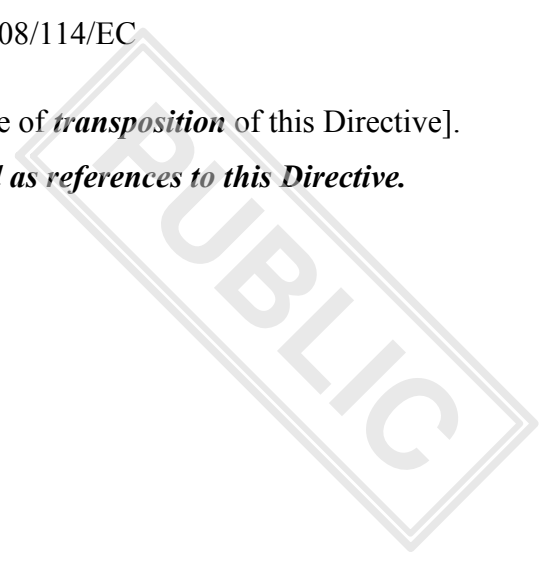 08/114/EC
e of transposition of this Directive].
as references to this Directive.
PUBLIC